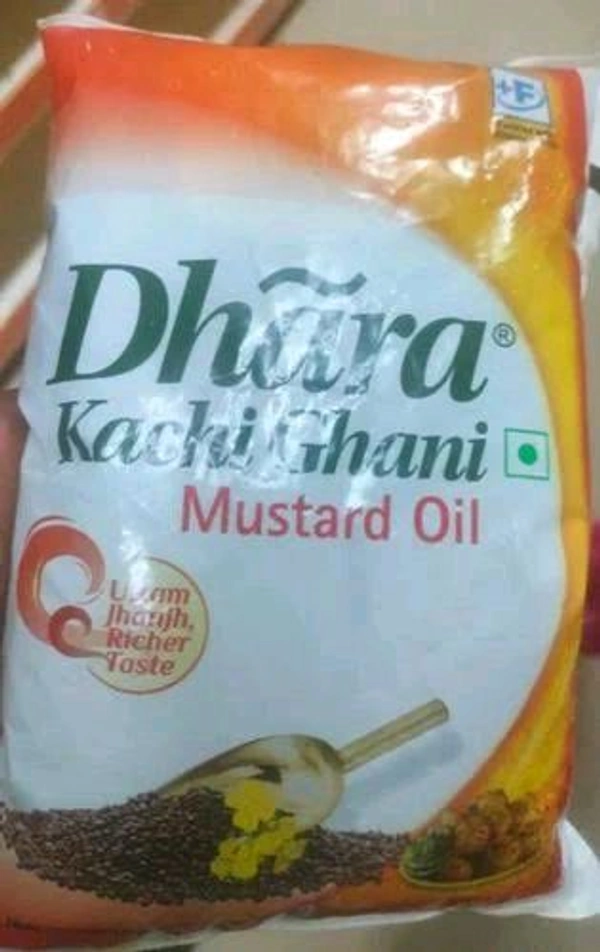 +F
Dhāra®
Kachi Ghani
Mustard Oil
Uttam
Jhanjh,
Richer
Taste